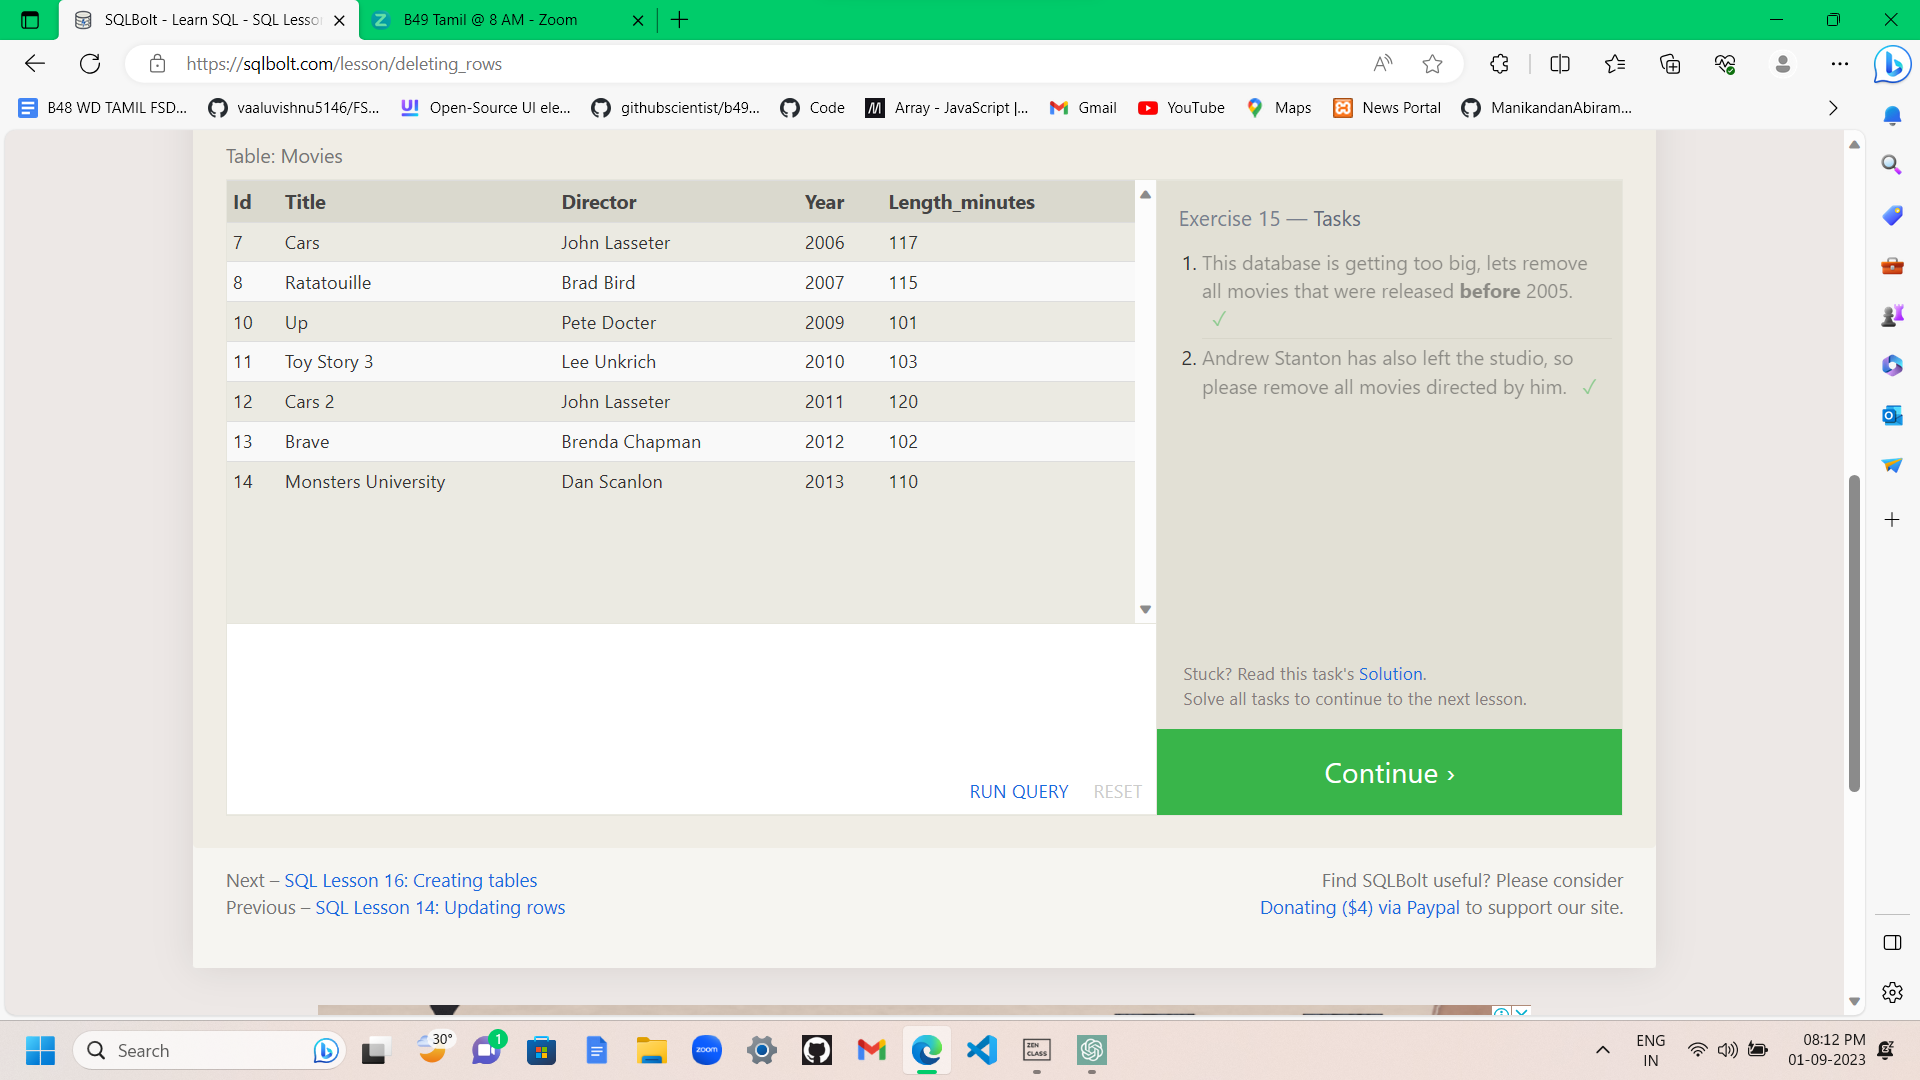 SQLBolt - Learn SQL - SQL Lesso
B49 Tamil @ 8 AM - Zoom
https://sqlbolt.com/lesson/deleting_rows
B48 WD TAMIL FSD...
vaaluvishnu5146/FS...
Open-Source UI ele...
githubscientist/b49...
Code
Array - JavaScript |...
Gmail
YouTube
Maps
News Portal
ManikandanAbiram...
Table: Movies
Id Title Director Year Length_minutes
7 Cars John Lasseter 2006 117
8 Ratatouille Brad Bird 2007 115
10 Up Pete Docter 2009 101
11 Toy Story 3 Lee Unkrich 2010 103
12 Cars 2 John Lasseter 2011 120
13 Brave Brenda Chapman 2012 102
14 Monsters University Dan Scanlon 2013 110
RUN QUERY RESET
Exercise 15 — Tasks
1. This database is getting too big, lets remove
all movies that were released before 2005.
✓
2. Andrew Stanton has also left the studio, so
please remove all movies directed by him. ✓
Stuck? Read this task's Solution.
Solve all tasks to continue to the next lesson.
Continue ›
Next – SQL Lesson 16: Creating tables
Previous – SQL Lesson 14: Updating rows
Find SQLBolt useful? Please consider
Donating ($4) via Paypal to support our site.
Search
30°
1
zoom
ZEN
CLASS
ENG
IN
08:12 PM
01-09-2023